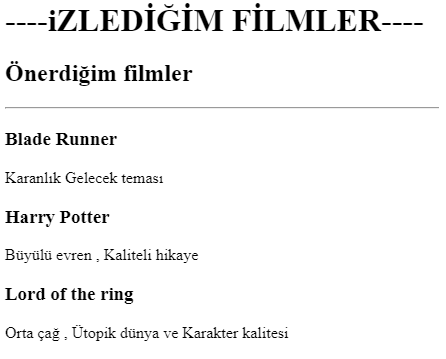 ----iZLEDİĞİM FİLMLER----
Önerdiğim filmler
Blade Runner
Karanlık Gelecek teması
Harry Potter
Büyülü evren , Kaliteli hikaye
Lord of the ring
Orta çağ , Ütopik dünya ve Karakter kalitesi